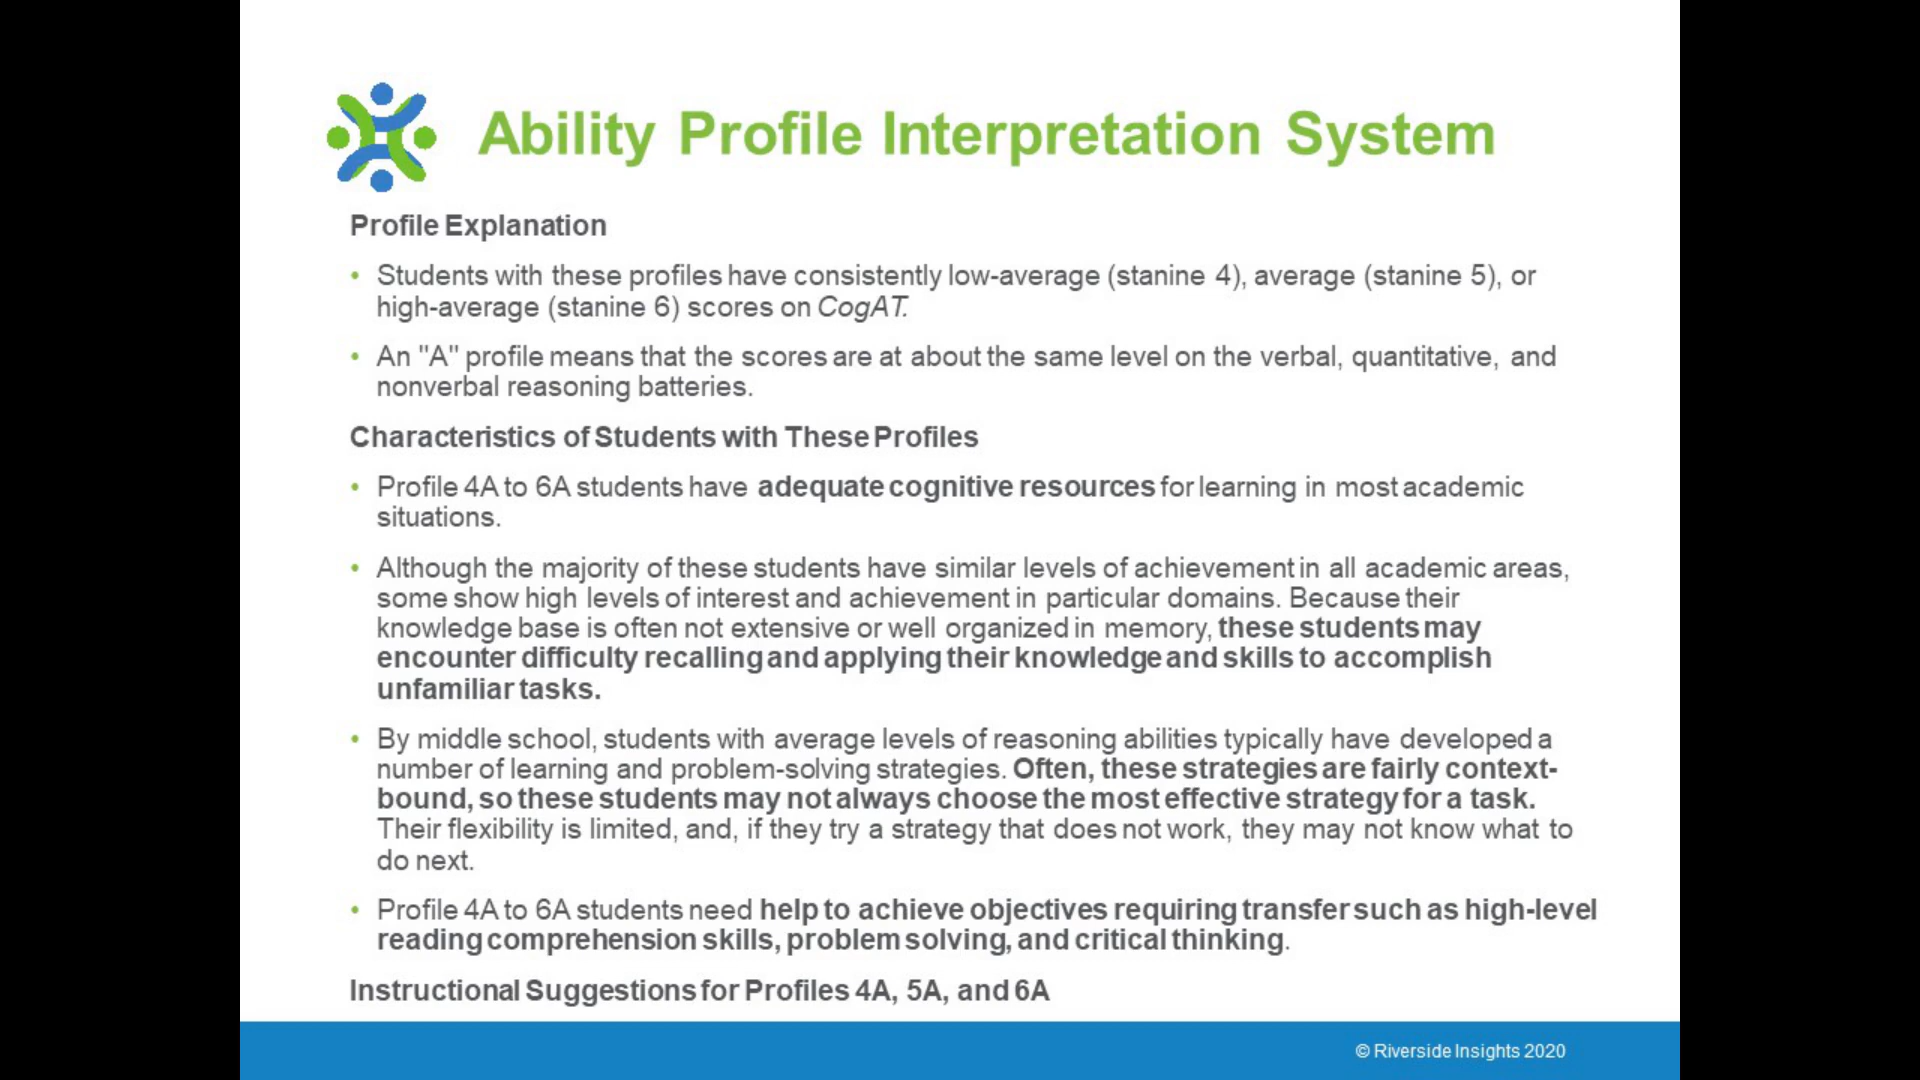 Ability Profile Interpretation System
Profile Explanation
• Students with these profiles have consistently low-average (stanine 4), average (stanine 5), or
high-average (stanine 6) scores on CogAT.
• An "A" profile means that the scores are at about the same level on the verbal, quantitative, and
nonverbal reasoning batteries.
Characteristics of Students with These Profiles
• Profile 4A to 6A students have adequate cognitive resources for learning in most academic
situations.
• Although the majority of these students have similar levels of achievement in all academic areas,
some show high levels of interest and achievement in particular domains. Because their
knowledge base is often not extensive or well organized in memory, these students may
encounter difficulty recalling and applying their knowledge and skills to accomplish
unfamiliar tasks.
• By middle school, students with average levels of reasoning abilities typically have developed a
number of learning and problem-solving strategies. Often, these strategies are fairly context-
bound, so these students may not always choose the most effective strategy for a task.
Their flexibility is limited, and, if they try a strategy that does not work, they may not know what to
do next.
• Profile 4A to 6A students need help to achieve objectives requiring transfer such as high-level
reading comprehension skills, problem solving, and critical thinking.
Instructional Suggestions for Profiles 4A, 5A, and 6A
© Riverside Insights 2020